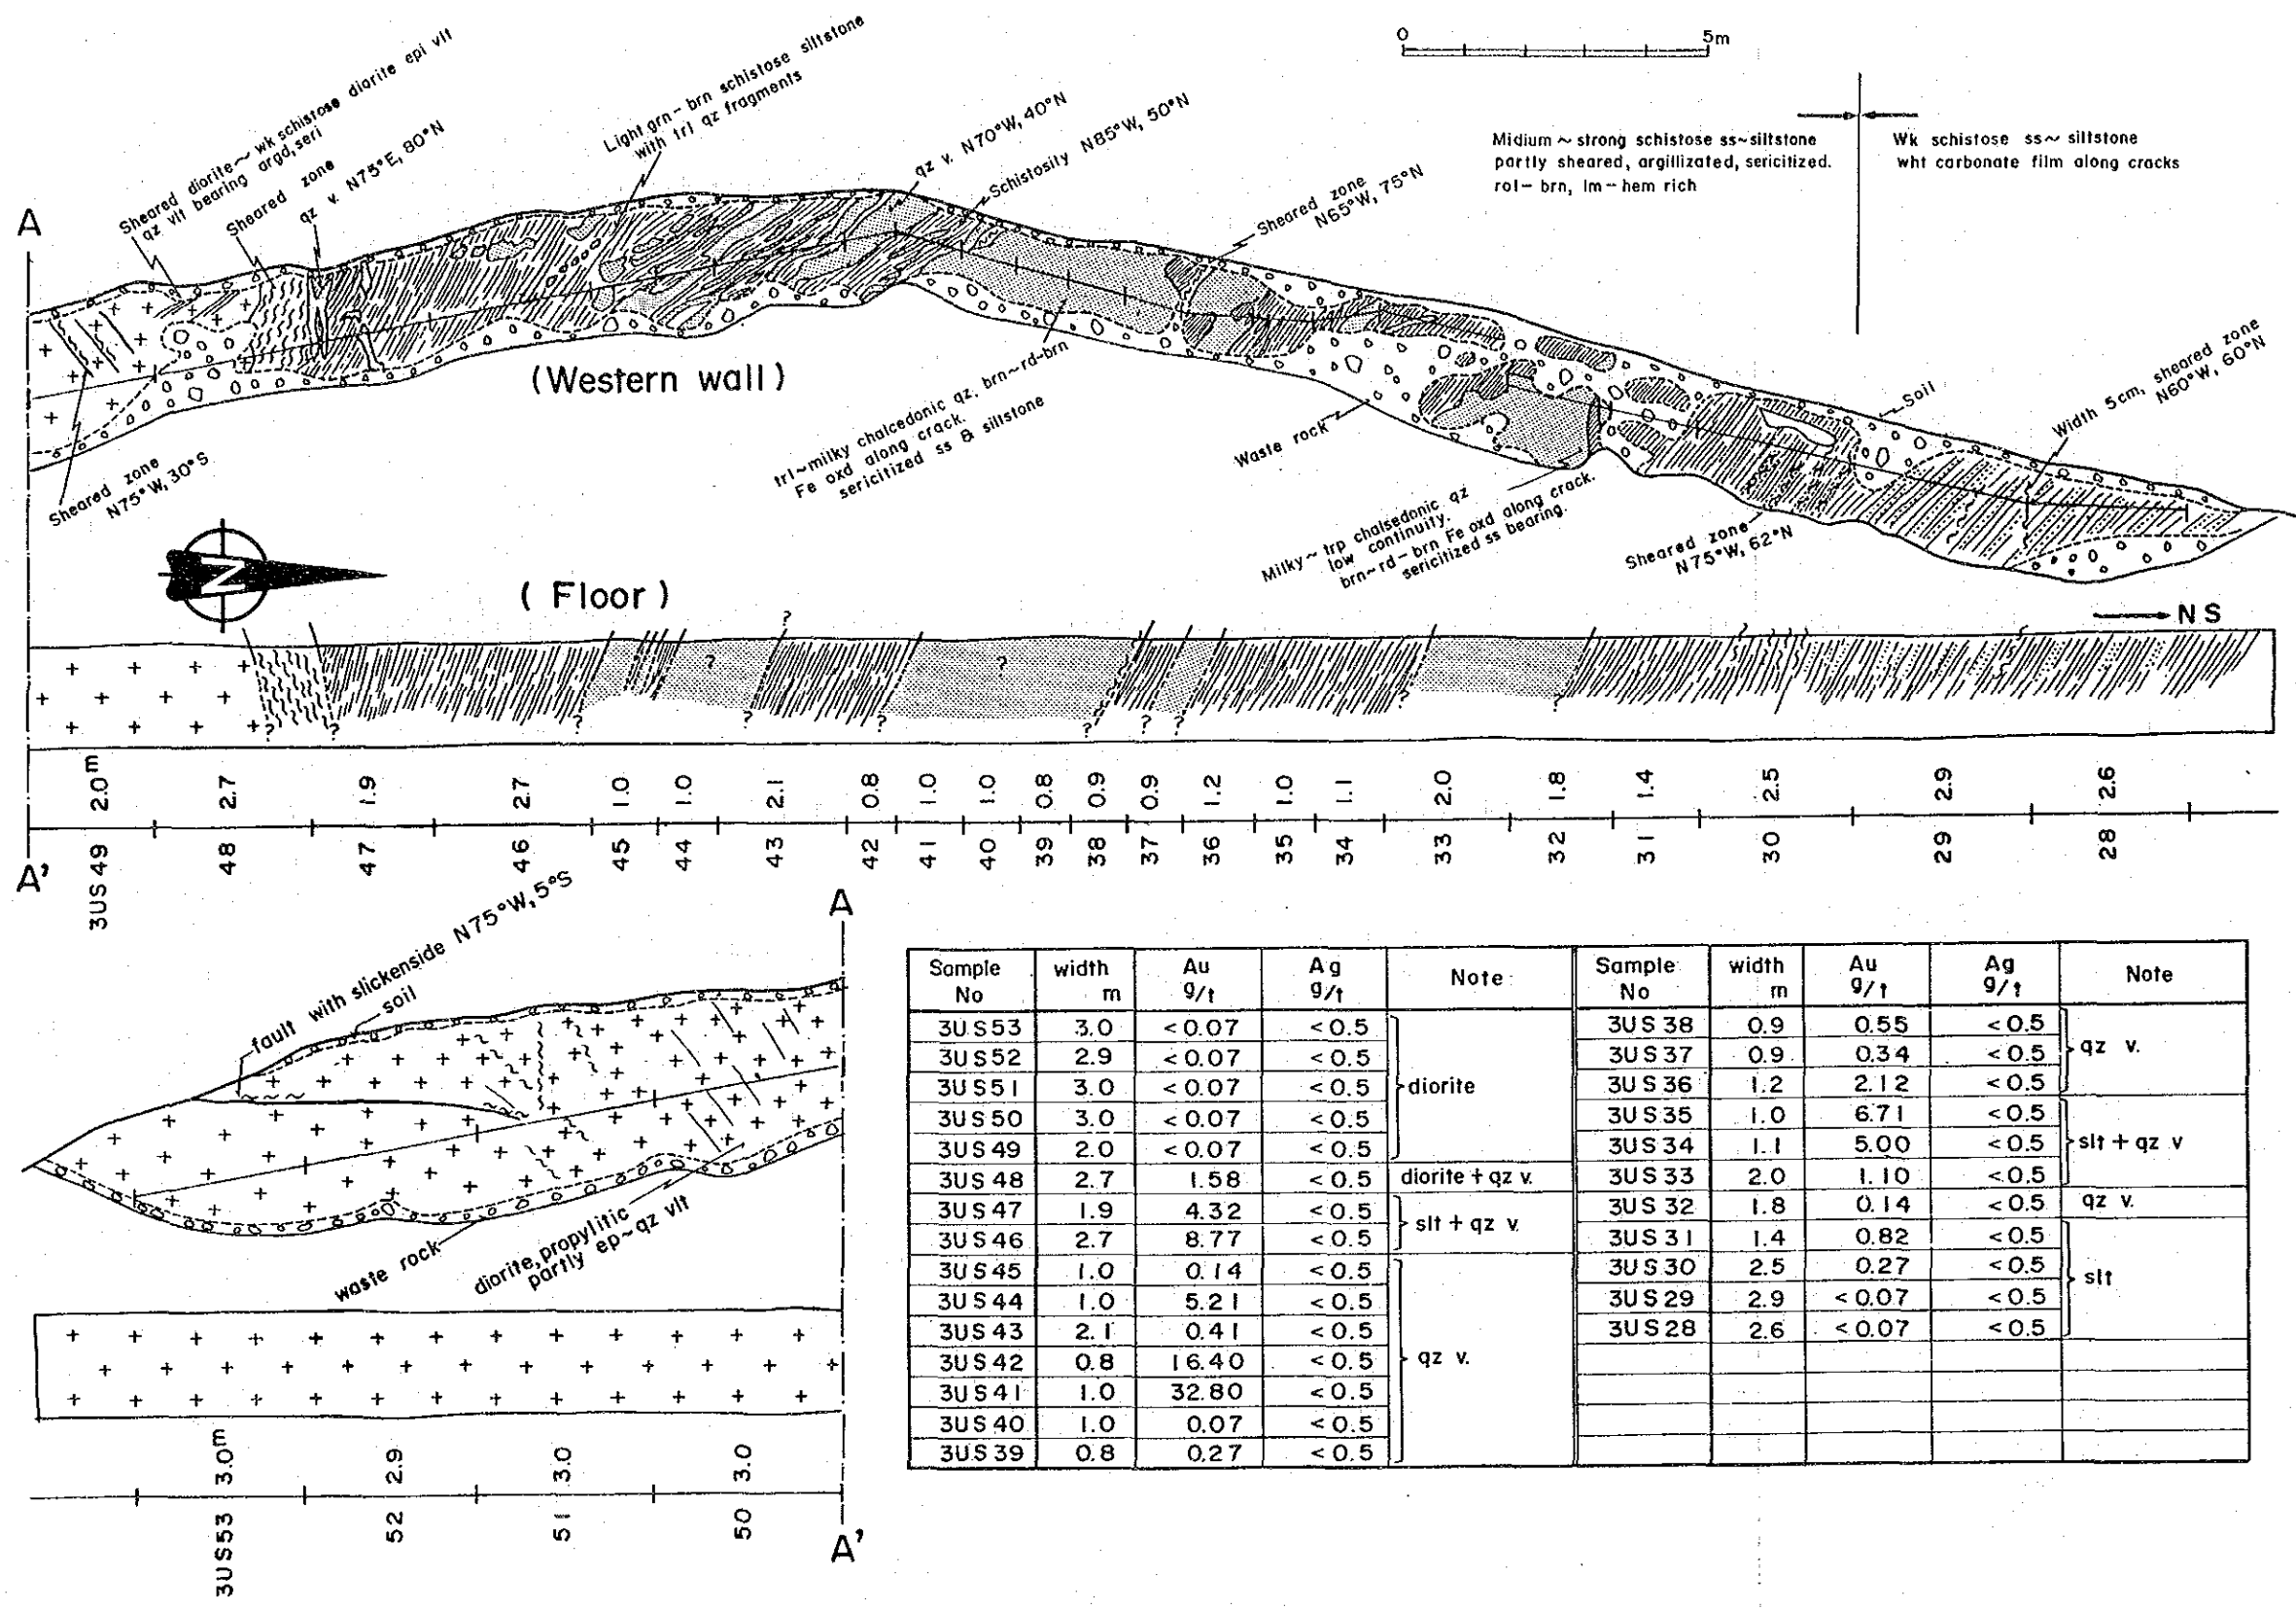 0 5m
Midium ~ strong schistose ss~siltstone
partly sheared, argillizated, sericitized.
rol- brn, lm-hem rich
Wk schistose ss~ siltstone
wht carbonate film along cracks
A
Sheared diorite~ wk schistose diorite epi vlt
qz vlt bearing argd, seri
Sheared zone
qz v. N75°E, 80°N
Light grn- brn schistose siltstone
with trl qz fragments
qz v. N70°W, 40°N
Schistosity N85°W, 50°N
Sheared zone
N65°W, 75°N
(Western wall)
Sheared zone
N75°W, 30°S
trl~milky chalcedonic qz, brn~rd-brn
Fe oxd along crack.
sericitized ss & siltstone
Waste rock
Milky~ trp chalsedonic qz
low continuity.
brn~rd-brn Fe oxd along crack.
sericitized ss bearing.
Sheared zone
N75°W, 62°N
Soil
Width 5cm, sheared zone
N60°W, 60°N
N
(Floor)
NS
? ? ? ? ? ? ? ? ? ? ? ? ? ?
2.0m 2.7 1.9 2.7 1.0 1.0 2.1 0.8 1.0 1.0 0.8 0.9 0.9 1.2 1.0 1.1 2.0 1.8 1.4 2.5 2.9 2.6
3US49 48 47 46 45 44 43 42 41 40 39 38 37 36 35 34 33 32 31 30 29 28
A'
A
fault with slickenside N75°W, 5°S
soil
waste rock
diorite, propylitic
partly ep~qz vlt
3.0m 2.9 3.0 3.0
3US53 52 51 50
A'
Sample No width m Au g/t Ag g/t Note
3US53 3.0 <0.07 <0.5
3US52 2.9 <0.07 <0.5
3US51 3.0 <0.07 <0.5 diorite
3US50 3.0 <0.07 <0.5
3US49 2.0 <0.07 <0.5
3US48 2.7 1.58 <0.5 diorite + qz v.
3US47 1.9 4.32 <0.5 slt + qz v.
3US46 2.7 8.77 <0.5
3US45 1.0 0.14 <0.5
3US44 1.0 5.21 <0.5
3US43 2.1 0.41 <0.5
3US42 0.8 16.40 <0.5 qz v.
3US41 1.0 32.80 <0.5
3US40 1.0 0.07 <0.5
3US39 0.8 0.27 <0.5
Sample No width m Au g/t Ag g/t Note
3US38 0.9 0.55 <0.5
3US37 0.9 0.34 <0.5 qz v.
3US36 1.2 2.12 <0.5
3US35 1.0 6.71 <0.5
3US34 1.1 5.00 <0.5 slt + qz v
3US33 2.0 1.10 <0.5
3US32 1.8 0.14 <0.5 qz v.
3US31 1.4 0.82 <0.5
3US30 2.5 0.27 <0.5 slt
3US29 2.9 <0.07 <0.5
3US28 2.6 <0.07 <0.5